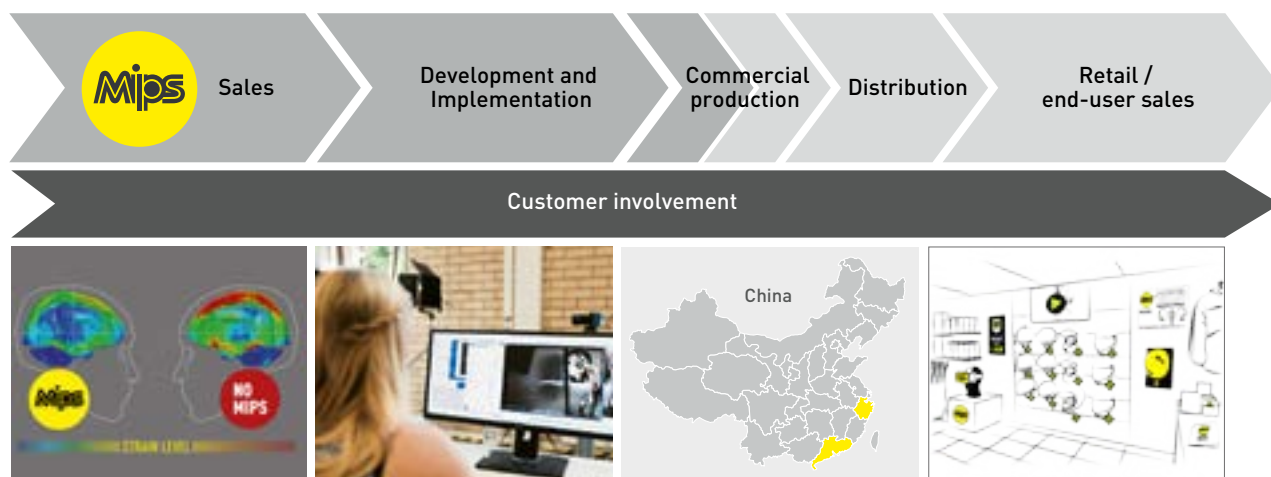 Mips
Sales
Development and
Implementation
Commercial
production
Distribution
Retail /
end-user sales
Customer involvement
Mips
NO
MIPS
STRAIN LEVEL
China